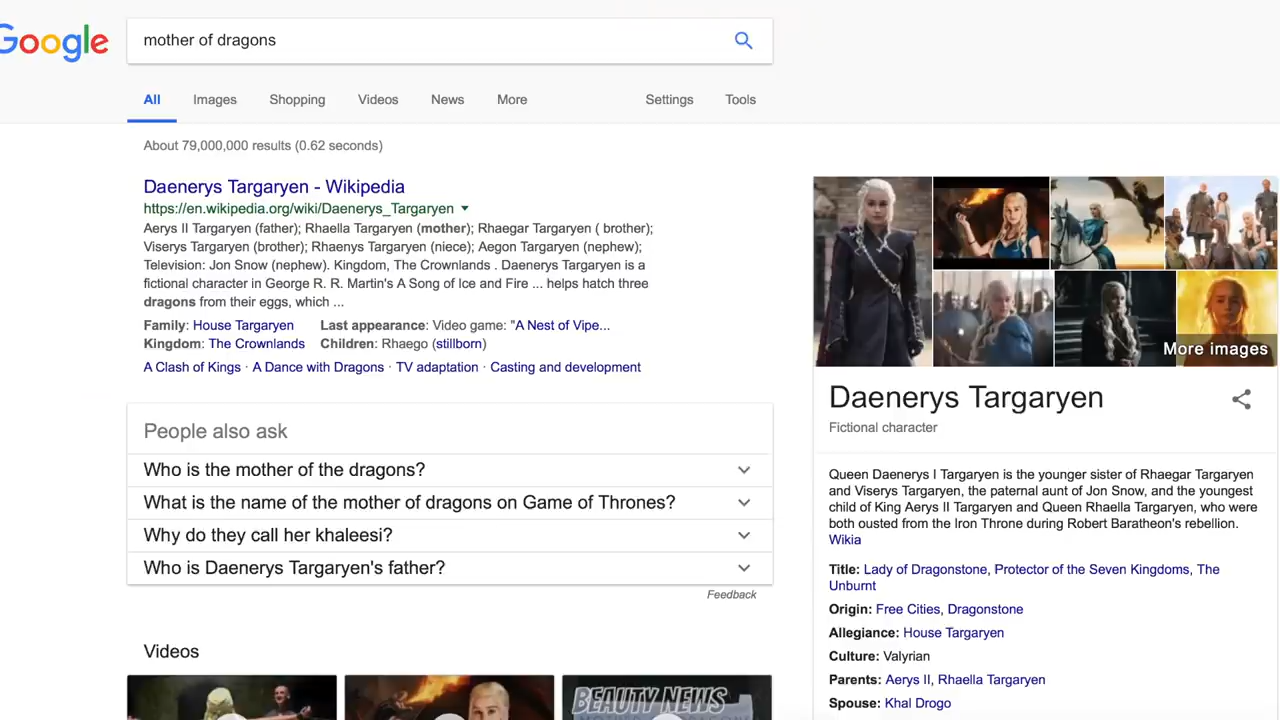 Google
mother of dragons
All Images Shopping Videos News More Settings Tools
About 79,000,000 results (0.62 seconds)
Daenerys Targaryen - Wikipedia
https://en.wikipedia.org/wiki/Daenerys_Targaryen
Aerys II Targaryen (father); Rhaella Targaryen (mother); Rhaegar Targaryen ( brother);
Viserys Targaryen (brother); Rhaenys Targaryen (niece); Aegon Targaryen (nephew);
Television: Jon Snow (nephew). Kingdom, The Crownlands . Daenerys Targaryen is a
fictional character in George R. R. Martin's A Song of Ice and Fire ... helps hatch three
dragons from their eggs, which ...
Family: House Targaryen Last appearance: Video game: "A Nest of Vipe...
Kingdom: The Crownlands Children: Rhaego (stillborn)
A Clash of Kings · A Dance with Dragons · TV adaptation · Casting and development
People also ask
Who is the mother of the dragons?
What is the name of the mother of dragons on Game of Thrones?
Why do they call her khaleesi?
Who is Daenerys Targaryen's father?
Feedback
Videos
BEAUTY NEWS
More images
Daenerys Targaryen
Fictional character
Queen Daenerys I Targaryen is the younger sister of Rhaegar Targaryen
and Viserys Targaryen, the paternal aunt of Jon Snow, and the youngest
child of King Aerys II Targaryen and Queen Rhaella Targaryen, who were
both ousted from the Iron Throne during Robert Baratheon's rebellion.
Wikia
Title: Lady of Dragonstone, Protector of the Seven Kingdoms, The
Unburnt
Origin: Free Cities, Dragonstone
Allegiance: House Targaryen
Culture: Valyrian
Parents: Aerys II, Rhaella Targaryen
Spouse: Khal Drogo